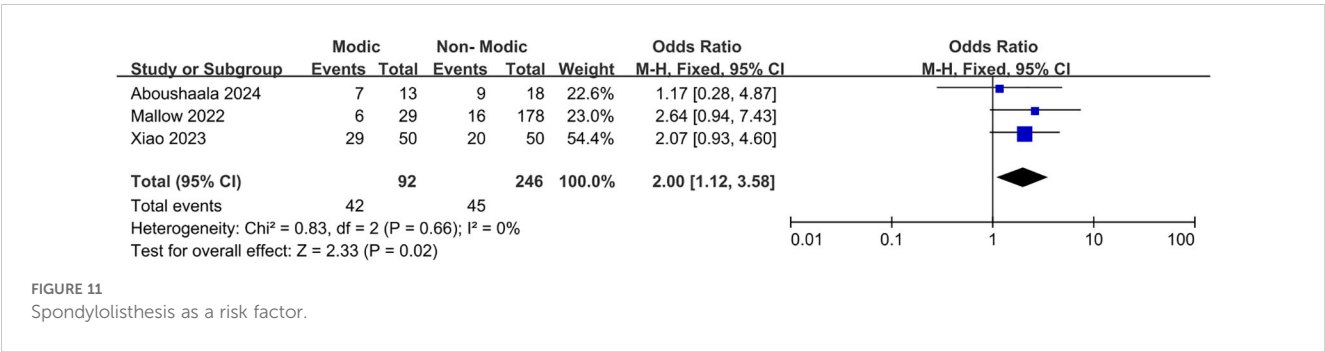 Modic Non- Modic Odds Ratio Odds Ratio
Study or Subgroup Events Total Events Total Weight M-H, Fixed, 95% CI M-H, Fixed, 95% CI
Aboushaala 2024 7 13 9 18 22.6% 1.17 [0.28, 4.87]
Mallow 2022 6 29 16 178 23.0% 2.64 [0.94, 7.43]
Xiao 2023 29 50 20 50 54.4% 2.07 [0.93, 4.60]
Total (95% CI) 92 246 100.0% 2.00 [1.12, 3.58]
Total events 42 45
Heterogeneity: Chi² = 0.83, df = 2 (P = 0.66); I² = 0%
Test for overall effect: Z = 2.33 (P = 0.02)
0.01 0.1 1 10 100
FIGURE 11
Spondylolisthesis as a risk factor.